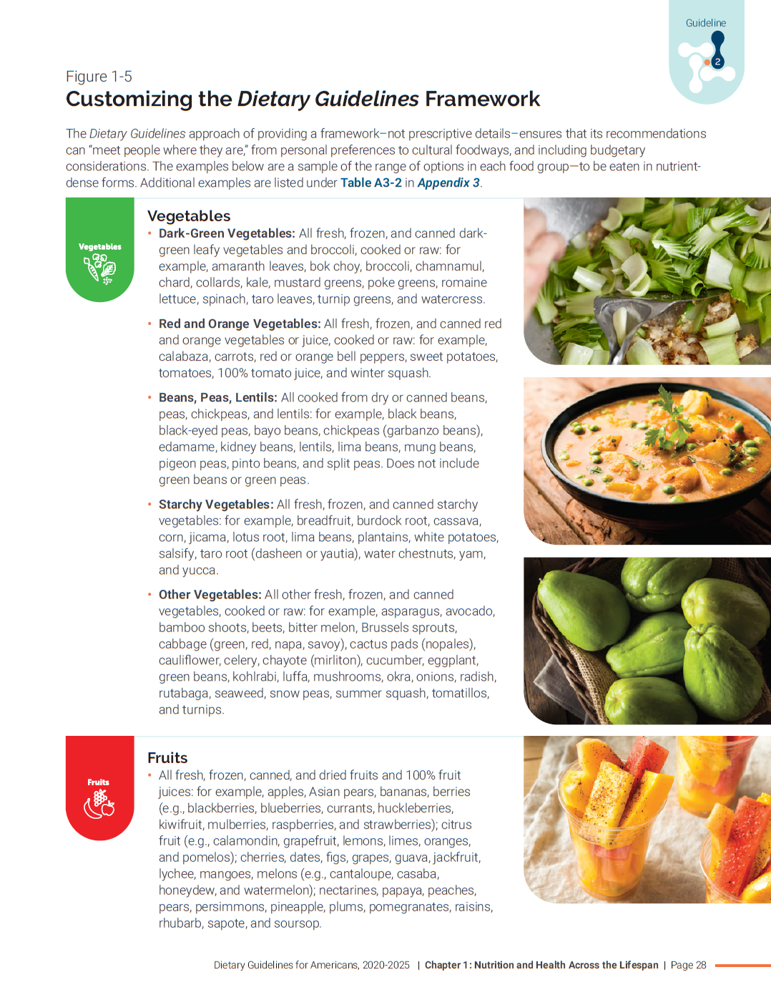 Guideline
2
Figure 1-5
Customizing the Dietary Guidelines Framework
The Dietary Guidelines approach of providing a framework–not prescriptive details–ensures that its recommendations
can “meet people where they are,” from personal preferences to cultural foodways, and including budgetary
considerations. The examples below are a sample of the range of options in each food group—to be eaten in nutrient-
dense forms. Additional examples are listed under Table A3-2 in Appendix 3.
Vegetables
Vegetables
• Dark-Green Vegetables: All fresh, frozen, and canned dark-
green leafy vegetables and broccoli, cooked or raw: for
example, amaranth leaves, bok choy, broccoli, chamnamul,
chard, collards, kale, mustard greens, poke greens, romaine
lettuce, spinach, taro leaves, turnip greens, and watercress.
• Red and Orange Vegetables: All fresh, frozen, and canned red
and orange vegetables or juice, cooked or raw: for example,
calabaza, carrots, red or orange bell peppers, sweet potatoes,
tomatoes, 100% tomato juice, and winter squash.
• Beans, Peas, Lentils: All cooked from dry or canned beans,
peas, chickpeas, and lentils: for example, black beans,
black-eyed peas, bayo beans, chickpeas (garbanzo beans),
edamame, kidney beans, lentils, lima beans, mung beans,
pigeon peas, pinto beans, and split peas. Does not include
green beans or green peas.
• Starchy Vegetables: All fresh, frozen, and canned starchy
vegetables: for example, breadfruit, burdock root, cassava,
corn, jicama, lotus root, lima beans, plantains, white potatoes,
salsify, taro root (dasheen or yautia), water chestnuts, yam,
and yucca.
• Other Vegetables: All other fresh, frozen, and canned
vegetables, cooked or raw: for example, asparagus, avocado,
bamboo shoots, beets, bitter melon, Brussels sprouts,
cabbage (green, red, napa, savoy), cactus pads (nopales),
cauliflower, celery, chayote (mirliton), cucumber, eggplant,
green beans, kohlrabi, luffa, mushrooms, okra, onions, radish,
rutabaga, seaweed, snow peas, summer squash, tomatillos,
and turnips.
Fruits
Fruits
• All fresh, frozen, canned, and dried fruits and 100% fruit
juices: for example, apples, Asian pears, bananas, berries
(e.g., blackberries, blueberries, currants, huckleberries,
kiwifruit, mulberries, raspberries, and strawberries); citrus
fruit (e.g., calamondin, grapefruit, lemons, limes, oranges,
and pomelos); cherries, dates, figs, grapes, guava, jackfruit,
lychee, mangoes, melons (e.g., cantaloupe, casaba,
honeydew, and watermelon); nectarines, papaya, peaches,
pears, persimmons, pineapple, plums, pomegranates, raisins,
rhubarb, sapote, and soursop.
Dietary Guidelines for Americans, 2020-2025 | Chapter 1: Nutrition and Health Across the Lifespan | Page 28